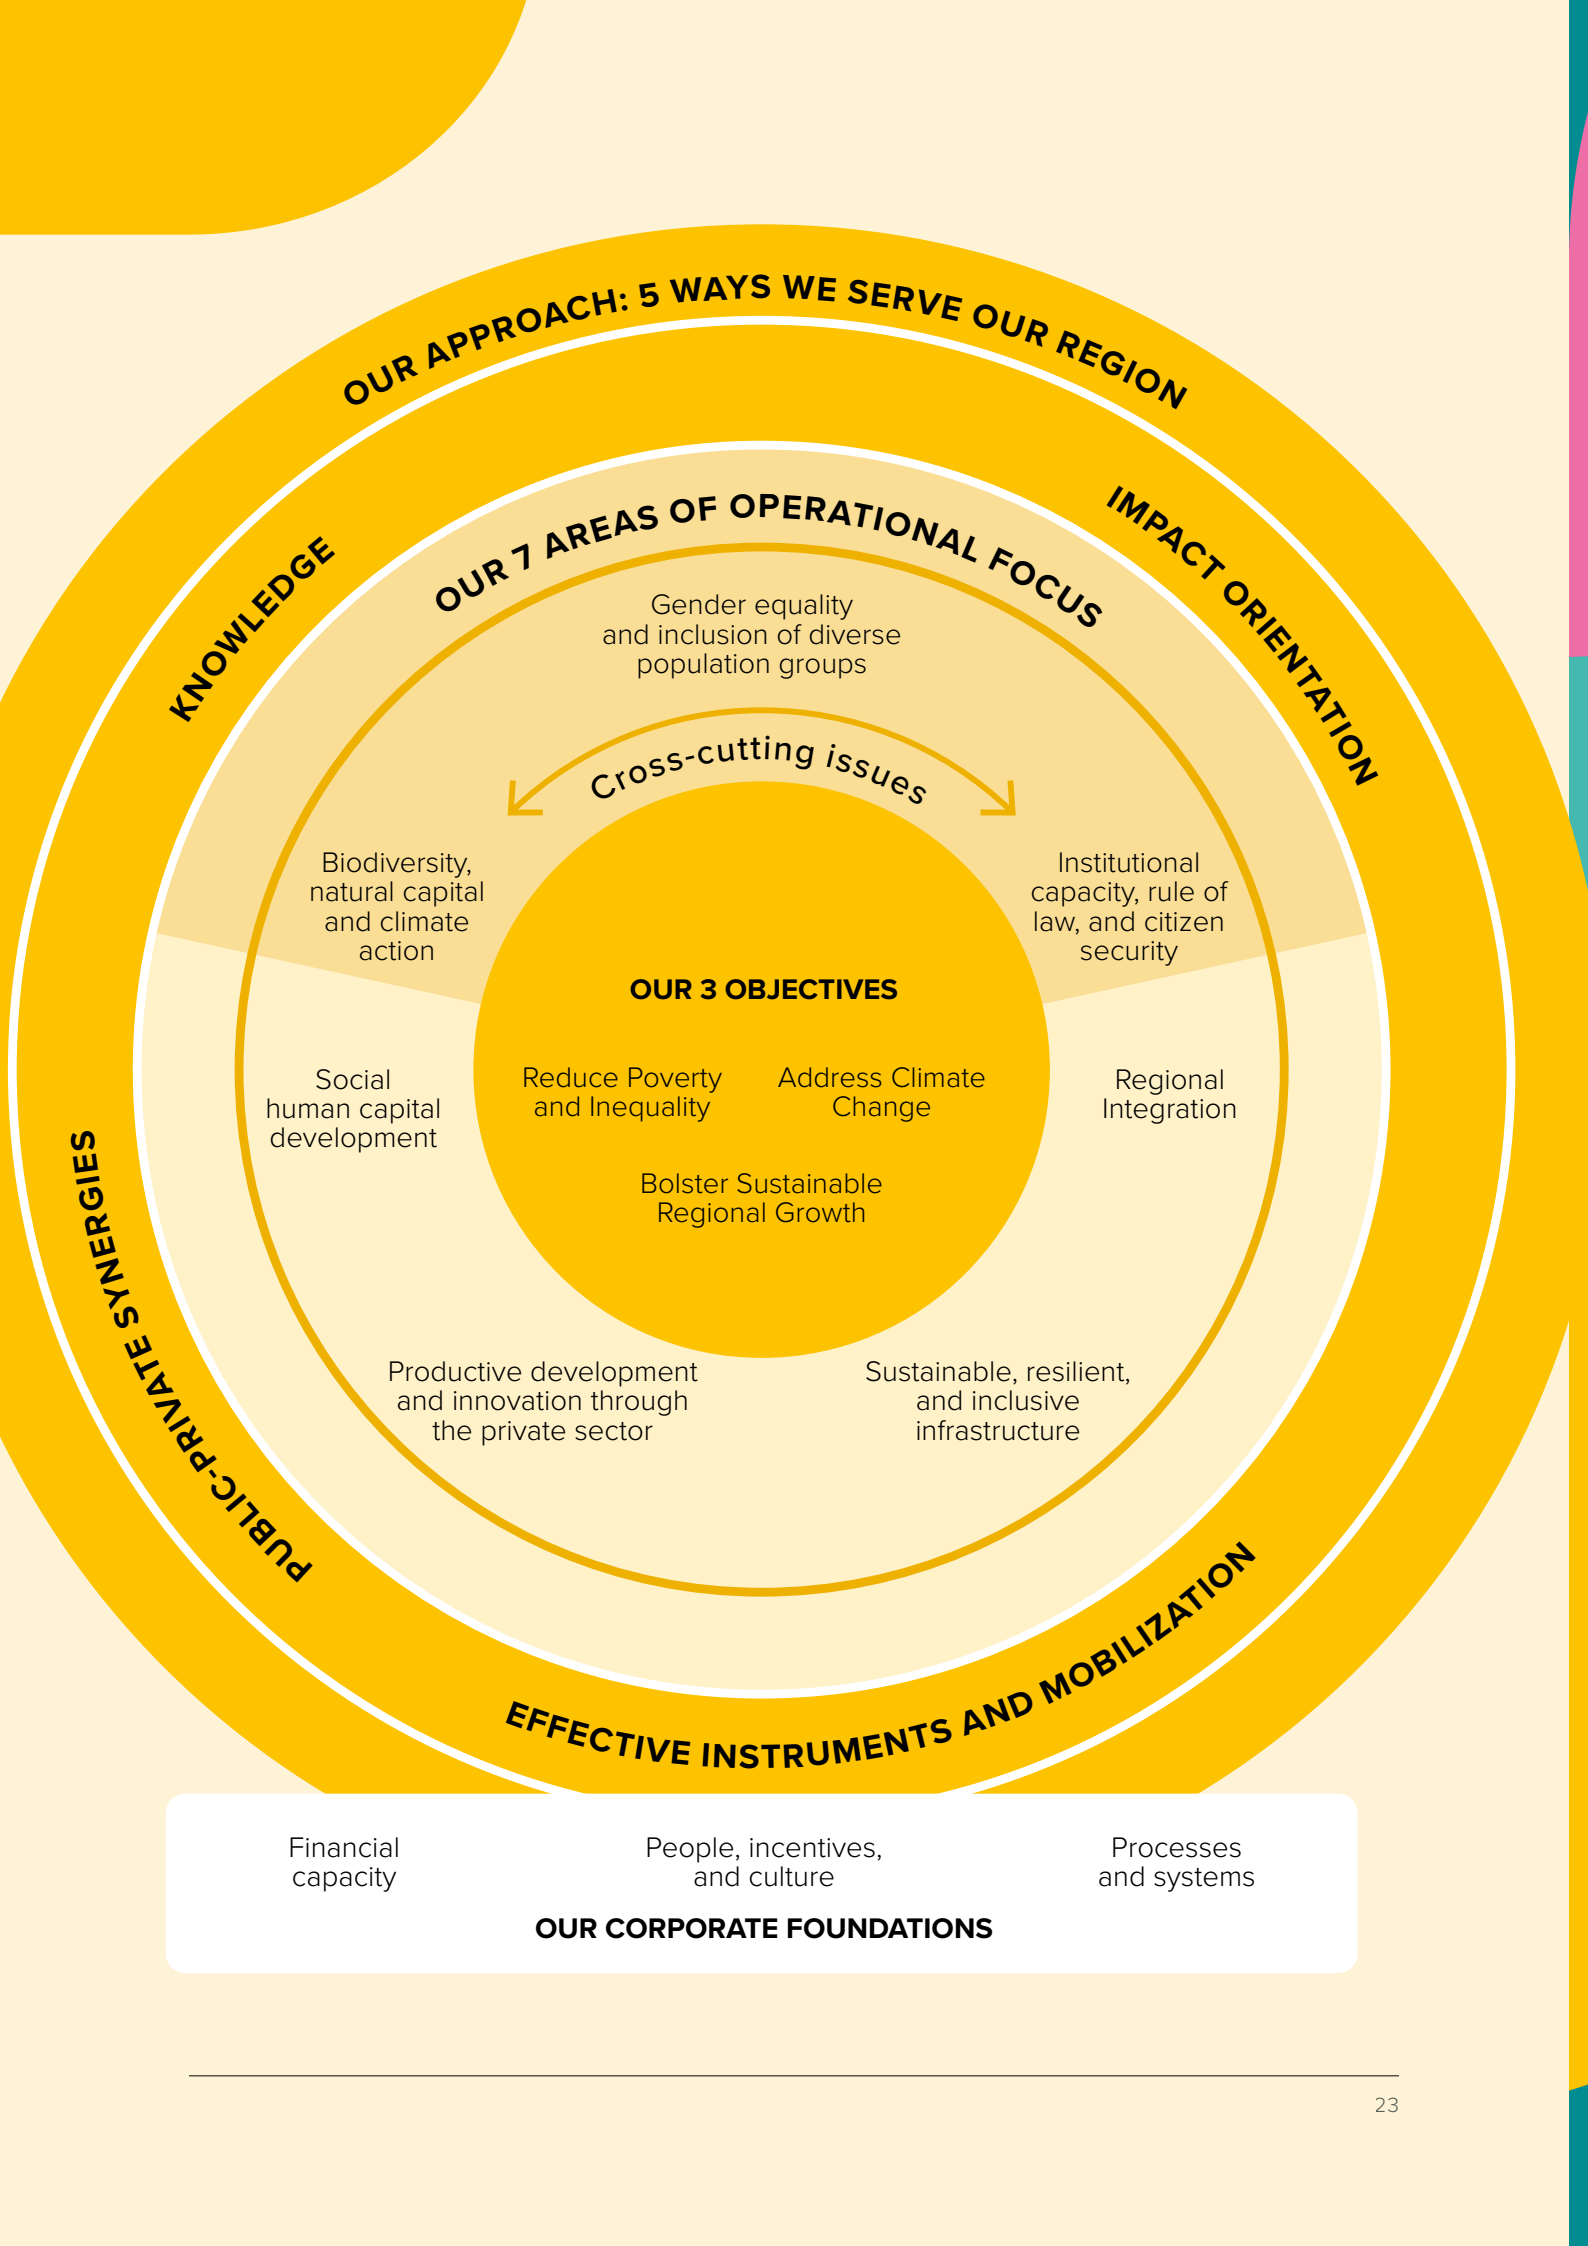 OUR APPROACH: 5 WAYS WE SERVE OUR REGION
KNOWLEDGE
IMPACT ORIENTATION
PUBLIC-PRIVATE SYNERGIES
EFFECTIVE INSTRUMENTS AND MOBILIZATION
OUR 7 AREAS OF OPERATIONAL FOCUS
Gender equality
and inclusion of diverse
population groups
Cross-cutting issues
Biodiversity,
natural capital
and climate
action
Institutional
capacity, rule of
law, and citizen
security
Social
human capital
development
Regional
Integration
Productive development
and innovation through
the private sector
Sustainable, resilient,
and inclusive
infrastructure
OUR 3 OBJECTIVES
Reduce Poverty
and Inequality
Address Climate
Change
Bolster Sustainable
Regional Growth
Financial
capacity
People, incentives,
and culture
Processes
and systems
OUR CORPORATE FOUNDATIONS
23